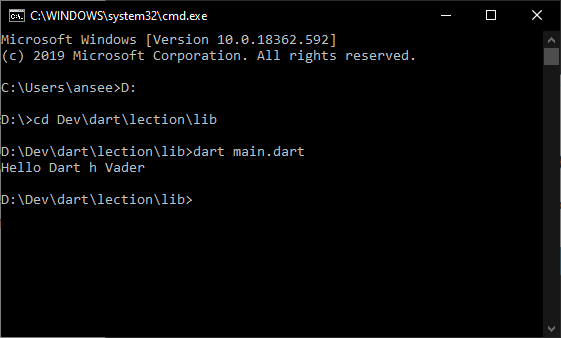 C:\WINDOWS\system32\cmd.exe
Microsoft Windows [Version 10.0.18362.592]
(c) 2019 Microsoft Corporation. All rights reserved.
C:\Users\ansee>D:
D:\>cd Dev\dart\lection\lib
D:\Dev\dart\lection\lib>dart main.dart
Hello Dart h Vader
D:\Dev\dart\lection\lib>